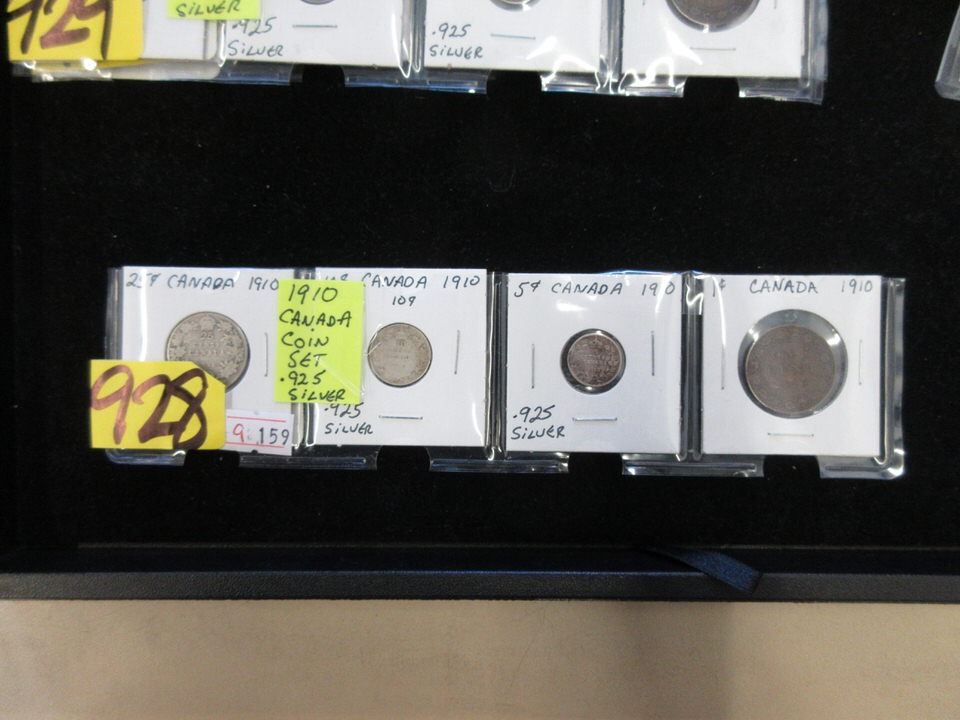 929
SILVER
.925
SILVER
.925
SILVER
25¢ CANADA 1910
CANADA 1910
10¢
5¢ CANADA
¢ CANADA 1910
1910
CANADA
COIN
SET
.925
SILVER
928
159
.925
SILVER
.925
SILVER
25